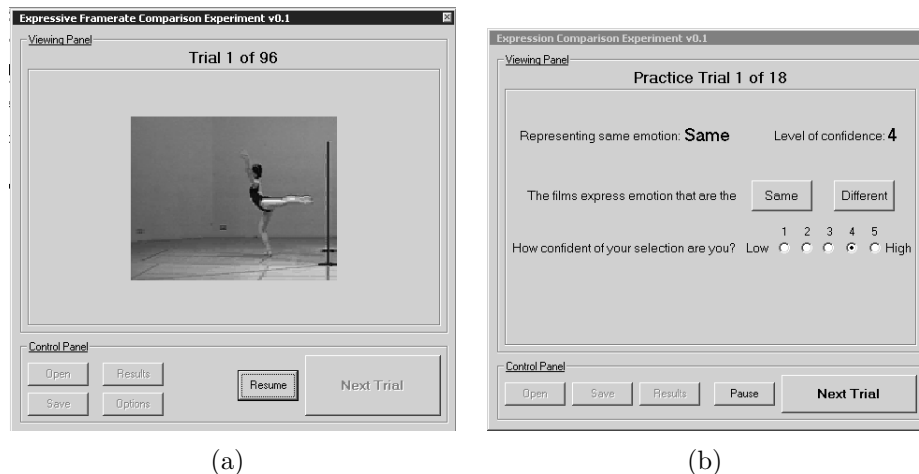 Expressive Framerate Comparison Experiment v0.1
Viewing Panel
Trial 1 of 96
Control Panel
Open Results
Save Options
Resume
Next Trial
(a)
Expression Comparison Experiment v0.1
Viewing Panel
Practice Trial 1 of 18
Representing same emotion: Same Level of confidence: 4
The films express emotion that are the Same Different
1 2 3 4 5
How confident of your selection are you? Low High
Control Panel
Open Save Results Pause Next Trial
(b)